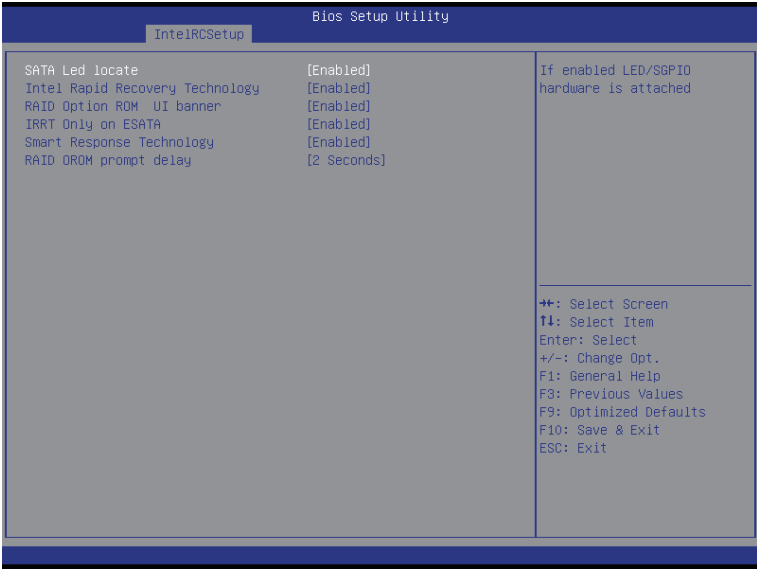 Bios Setup Utility
IntelRCSetup
SATA Led locate [Enabled]
Intel Rapid Recovery Technology [Enabled]
RAID Option ROM  UI banner [Enabled]
IRRT Only on ESATA [Enabled]
Smart Response Technology [Enabled]
RAID OROM prompt delay [2 Seconds]
If enabled LED/SGPIO
hardware is attached
→←: Select Screen
↑↓: Select Item
Enter: Select
+/-: Change Opt.
F1: General Help
F3: Previous Values
F9: Optimized Defaults
F10: Save & Exit
ESC: Exit